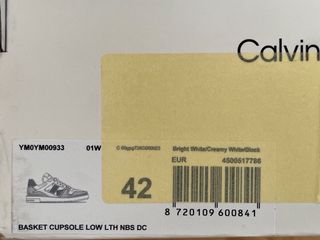 Calvin
YM0YM00933 01W
Bright White/Creamy White/Black
EUR 4500517786
42
8 720109 600841
BASKET CUPSOLE LOW LTH NBS DC